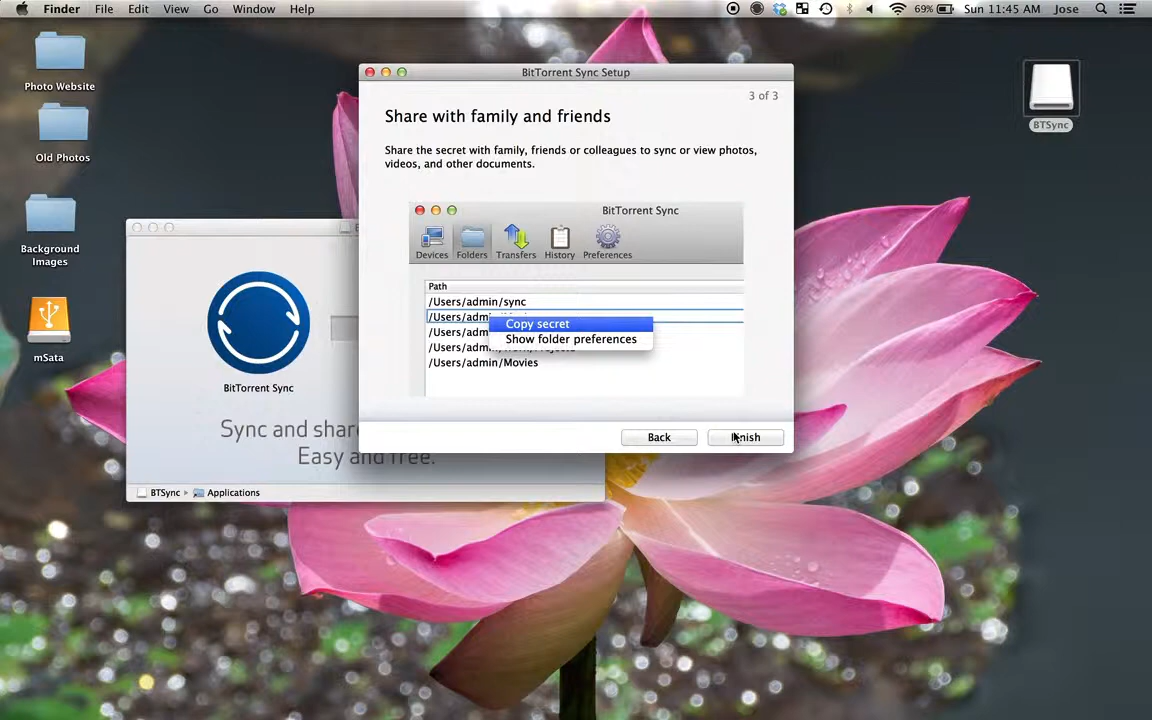 Finder File Edit View Go Window Help
69% Sun 11:45 AM Jose
Photo Website
Old Photos
Background
Images
mSata
BTSync
BitTorrent Sync
Sync and share
Easy and free.
BTSync Applications
BitTorrent Sync Setup
3 of 3
Share with family and friends
Share the secret with family, friends or colleagues to sync or view photos,
videos, and other documents.
BitTorrent Sync
Devices Folders Transfers History Preferences
Path
/Users/admin/sync
/Users/adm
Copy secret
/Users/adm
Show folder preferences
/Users/adm
/Users/admin/Movies
Back Finish